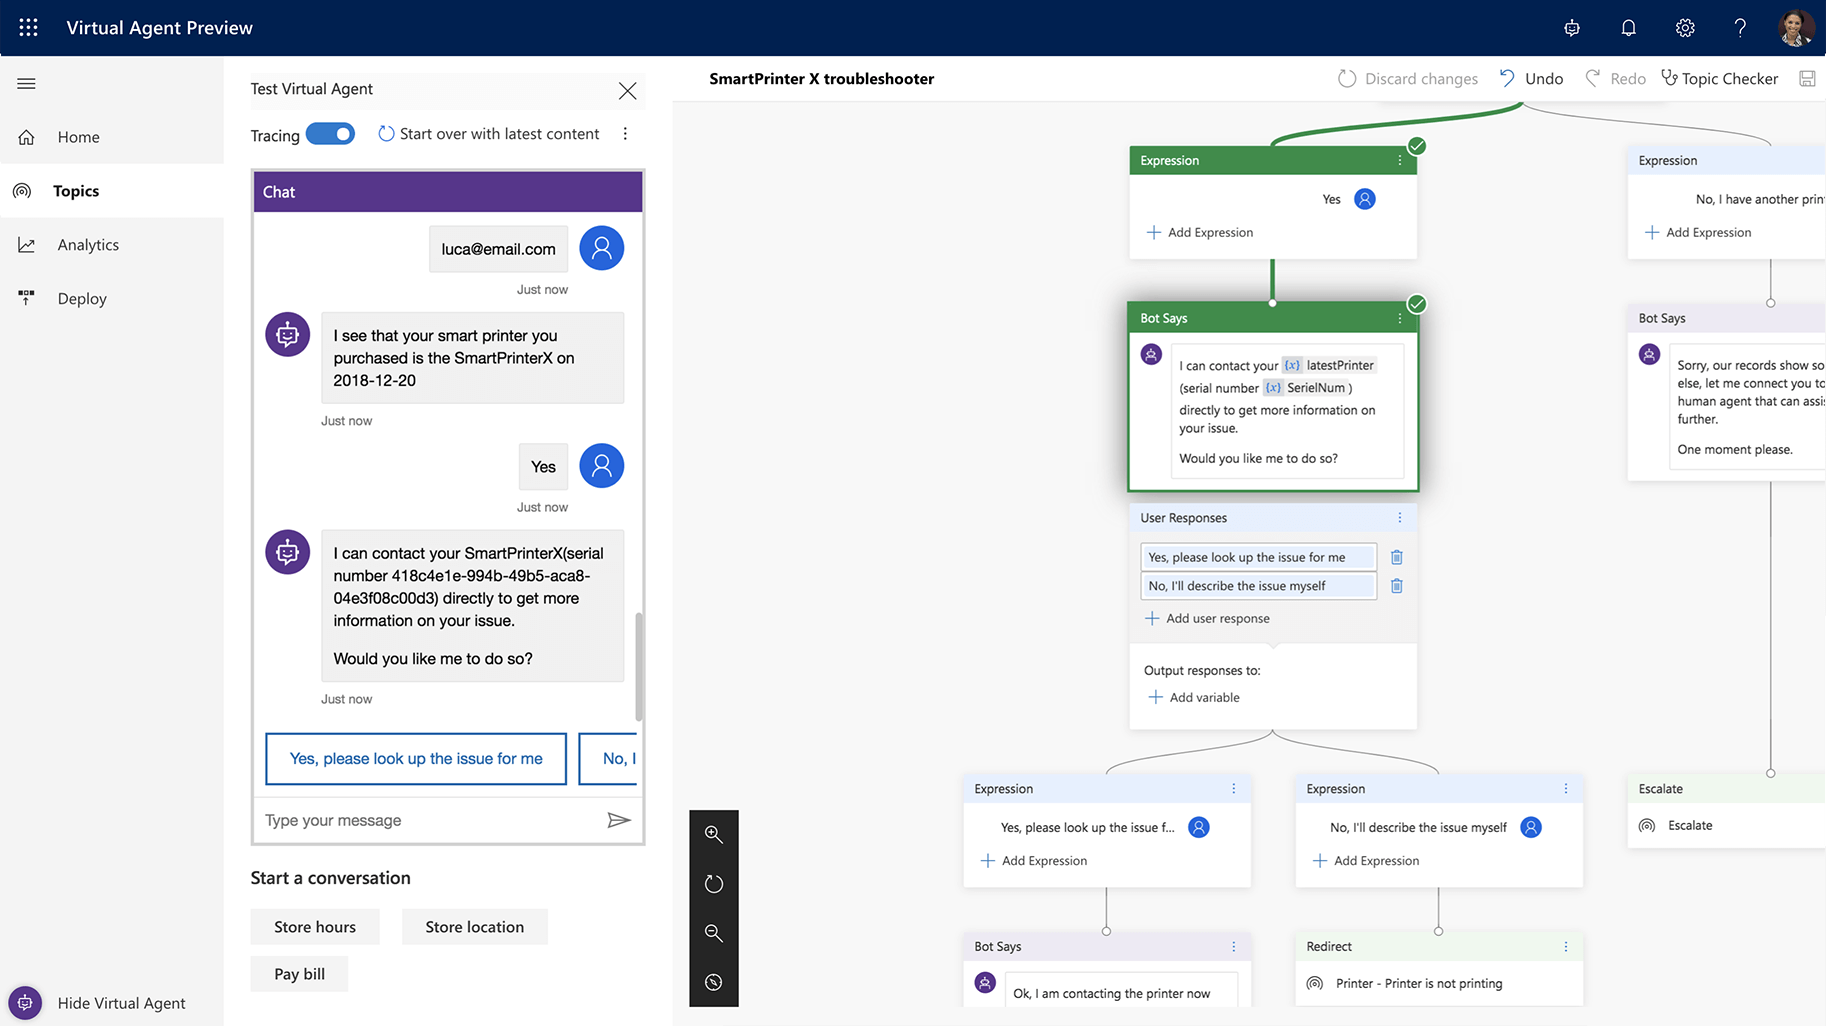 Virtual Agent Preview
Home
Topics
Analytics
Deploy
Hide Virtual Agent
Test Virtual Agent
Tracing
Start over with latest content
Chat
luca@email.com
Just now
I see that your smart printer you
purchased is the SmartPrinterX on
2018-12-20
Just now
Yes
Just now
I can contact your SmartPrinterX(serial
number 418c4e1e-994b-49b5-aca8-
04e3f08c00d3) directly to get more
information on your issue.
Would you like me to do so?
Just now
Yes, please look up the issue for me
No, I
Type your message
Start a conversation
Store hours
Store location
Pay bill
SmartPrinter X troubleshooter
Discard changes
Undo
Redo
Topic Checker
Expression
Yes
Add Expression
Bot Says
I can contact your {x} latestPrinter
(serial number {x} SerielNum )
directly to get more information on
your issue.
Would you like me to do so?
User Responses
Yes, please look up the issue for me
No, I'll describe the issue myself
Add user response
Output responses to:
Add variable
Expression
Yes, please look up the issue f...
Add Expression
Bot Says
Ok, I am contacting the printer now
Expression
No, I'll describe the issue myself
Add Expression
Redirect
Printer - Printer is not printing
Expression
No, I have another prin
Add Expression
Bot Says
Sorry, our records show so
else, let me connect you to
human agent that can assi
further.
One moment please.
Escalate
Escalate